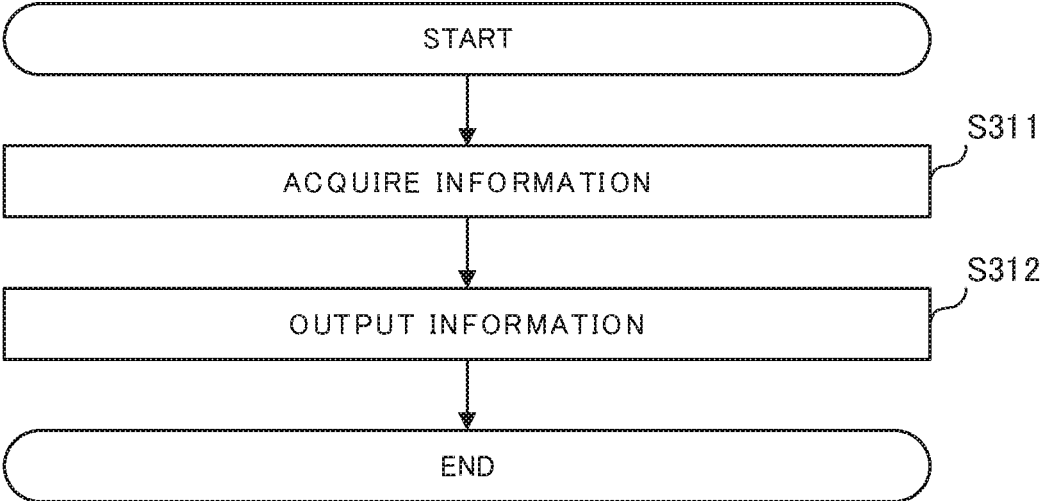 START
S311
ACQUIRE INFORMATION
S312
OUTPUT INFORMATION
END